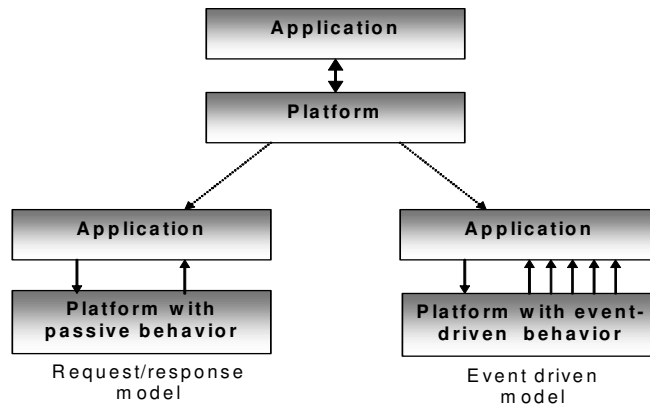 Application
Platform
Application
Application
Platform with
passive behavior
Platform with event-
driven behavior
Request/response
model
Event driven
model